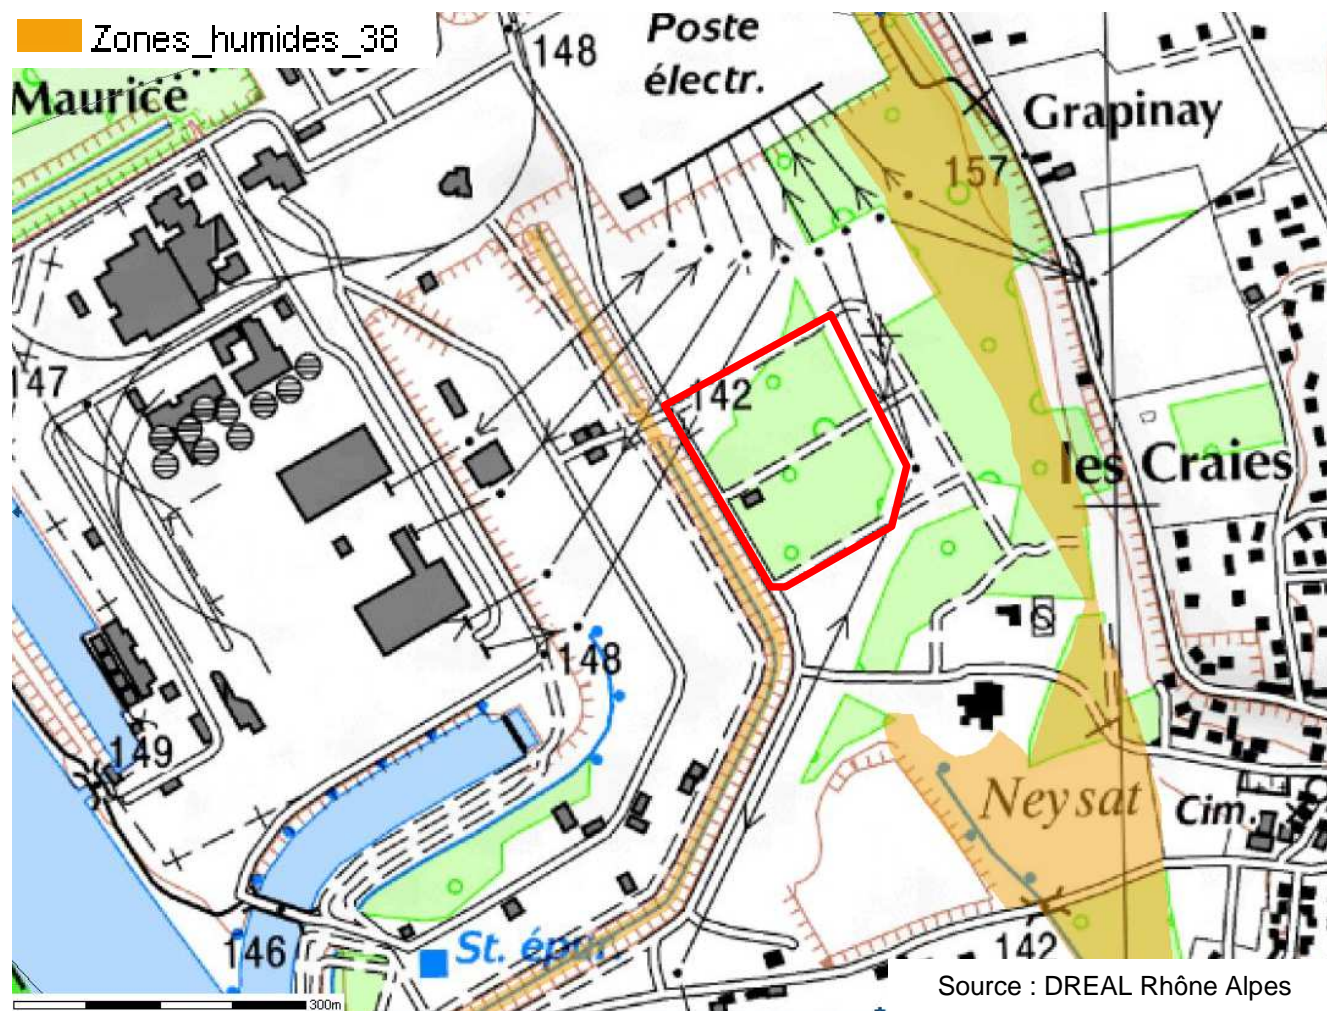 Zones_humides_38
Poste
électr.
148
Maurice
Grapinay
157
147
142
les Craies
148
149
Neysat
Cim.
146
St. épur.
142
300m
Source : DREAL Rhône Alpes